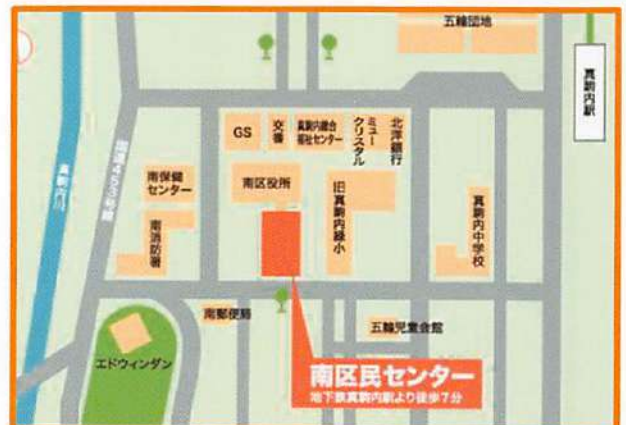 五輪団地
真駒内駅
GS
交番
真駒内総合
福祉センター
ミュー
クリスタル
北洋銀行
国道453号線
真駒内川
南保健
センター
南区役所
旧真駒内緑小
真駒内中学校
南消防署
南郵便局
五輪児童会館
エドウィンダン
南区民センター
地下鉄真駒内駅より徒歩7分